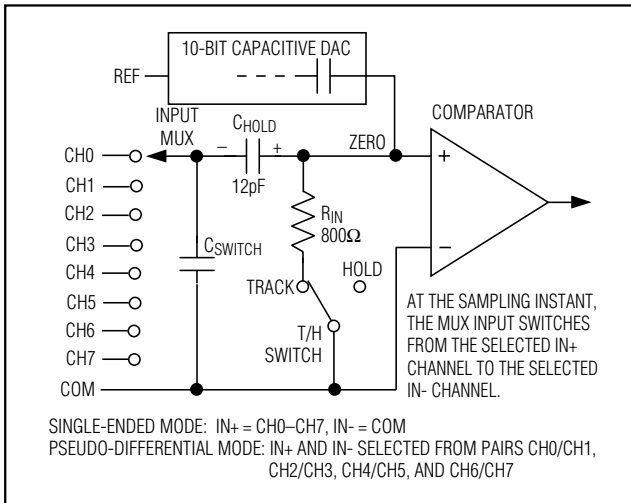 10-BIT CAPACITIVE DAC
REF
INPUT
MUX
CHOLD
– +
12pF
ZERO
COMPARATOR
+
–
CH0
CH1
CH2
CH3
CH4
CH5
CH6
CH7
COM
CSWITCH
RIN
800Ω
TRACK
HOLD
T/H
SWITCH
AT THE SAMPLING INSTANT,
THE MUX INPUT SWITCHES
FROM THE SELECTED IN+
CHANNEL TO THE SELECTED
IN- CHANNEL.
SINGLE-ENDED MODE: IN+ = CH0–CH7, IN- = COM
PSEUDO-DIFFERENTIAL MODE: IN+ AND IN- SELECTED FROM PAIRS CH0/CH1,
CH2/CH3, CH4/CH5, AND CH6/CH7